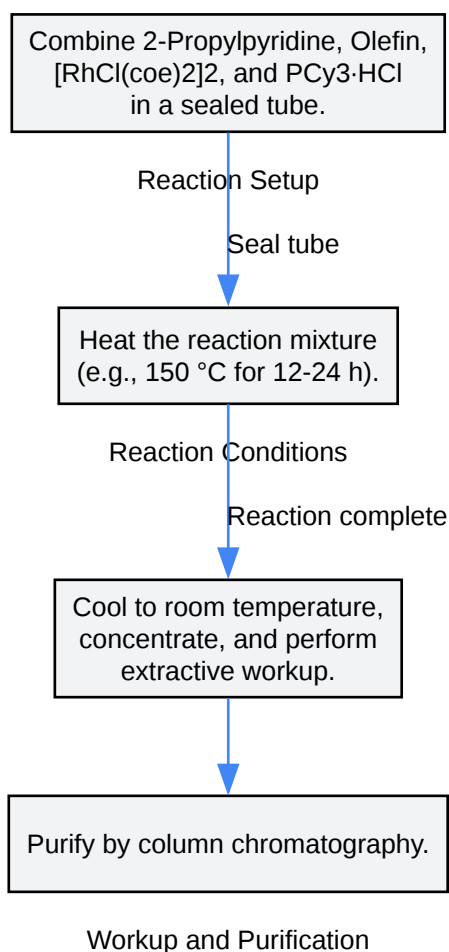 Combine 2-Propylpyridine, Olefin,
[RhCl(coe)2]2, and PCy3·HCl
in a sealed tube.
Reaction Setup
Seal tube
Heat the reaction mixture
(e.g., 150 °C for 12-24 h).
Reaction Conditions
Reaction complete
Cool to room temperature,
concentrate, and perform
extractive workup.
Purify by column chromatography.
Workup and Purification